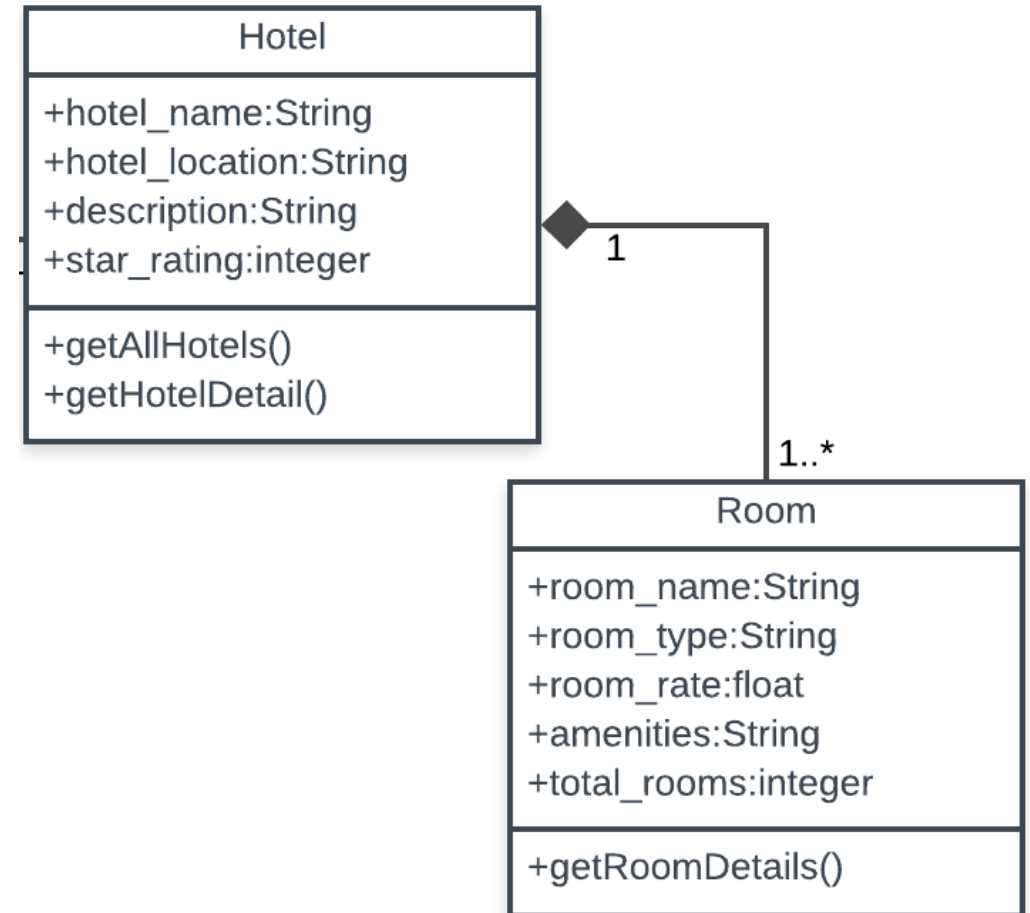 Hotel
+hotel_name:String
+hotel_location:String
+description:String
+star_rating:integer
+getAllHotels()
+getHotelDetail()
1
1..*
Room
+room_name:String
+room_type:String
+room_rate:float
+amenities:String
+total_rooms:integer
+getRoomDetails()